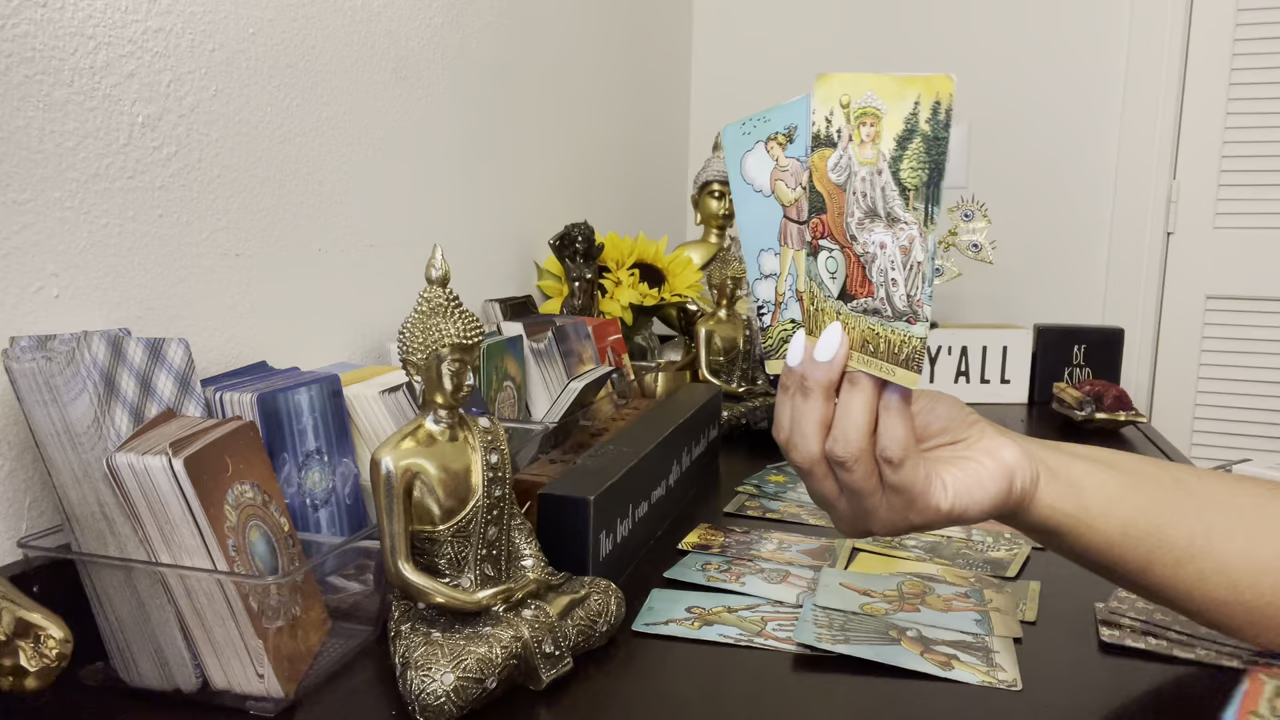 EMPRESS
Y'ALL
BE
KIND
The best view comes after the hardest climb